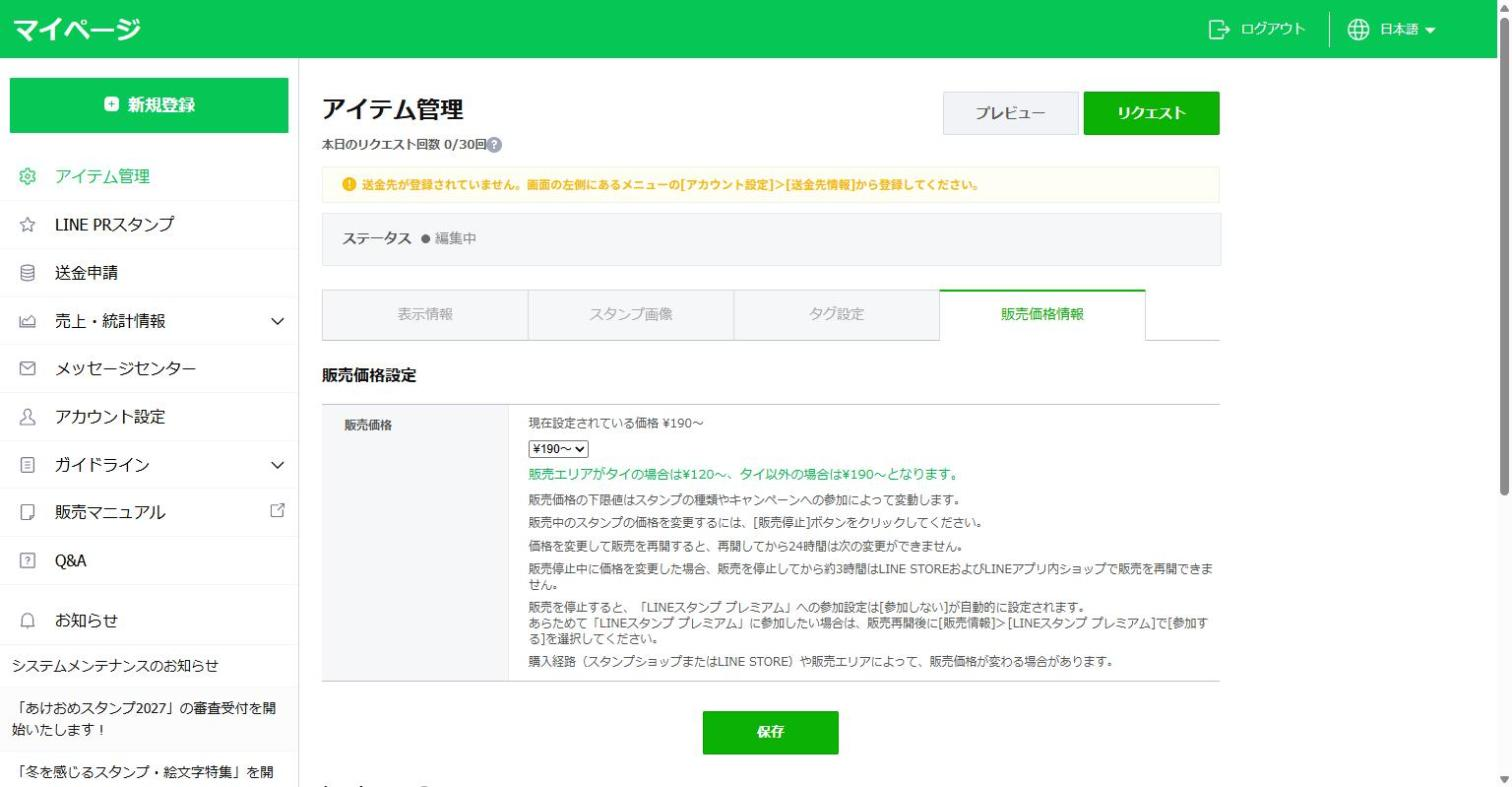 マイページ
ログアウト
日本語
新規登録
アイテム管理
LINE PRスタンプ
送金申請
売上・統計情報
メッセージセンター
アカウント設定
ガイドライン
販売マニュアル
Q&A
お知らせ
システムメンテナンスのお知らせ
「あけおめスタンプ2027」の審査受付を開
始いたします！
「冬を感じるスタンプ・絵文字特集」を開
アイテム管理
プレビュー
リクエスト
本日のリクエスト回数 0/30回
送金先が登録されていません。画面の左側にあるメニューの[アカウント設定]＞[送金先情報]から登録してください。
ステータス ● 編集中
表示情報
スタンプ画像
タグ設定
販売価格情報
販売価格設定
販売価格
現在設定されている価格 ¥190～
¥190～
販売エリアがタイの場合は¥120～、タイ以外の場合は¥190～となります。
販売価格の下限値はスタンプの種類やキャンペーンへの参加によって変動します。
販売中のスタンプの価格を変更するには、[販売停止]ボタンをクリックしてください。
価格を変更して販売を再開すると、再開してから24時間は次の変更ができません。
販売停止中に価格を変更した場合、販売を停止してから約3時間はLINE STOREおよびLINEアプリ内ショップで販売を再開できま
せん。
販売を停止すると、「LINEスタンプ プレミアム」への参加設定は[参加しない]が自動的に設定されます。
あらためて「LINEスタンプ プレミアム」に参加したい場合は、販売再開後に[販売情報]＞[LINEスタンプ プレミアム]で[参加す
る]を選択してください。
購入経路（スタンプショップまたはLINE STORE）や販売エリアによって、販売価格が変わる場合があります。
保存